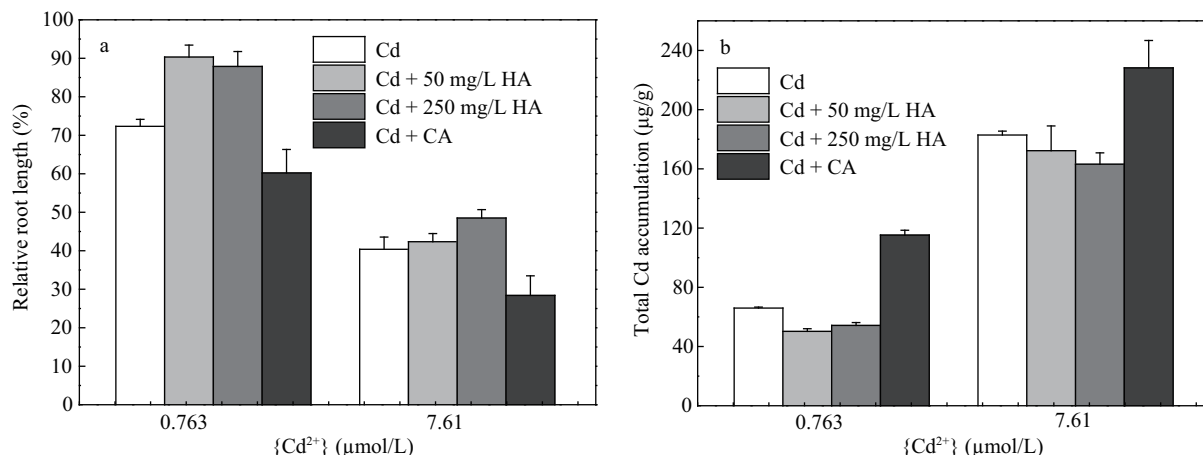 a
Relative root length (%)
100
90
80
70
60
50
40
30
20
10
0
Cd
Cd + 50 mg/L HA
Cd + 250 mg/L HA
Cd + CA
0.763
7.61
{Cd²⁺} (µmol/L)
b
Total Cd accumulation (µg/g)
240
200
160
120
80
40
0
Cd
Cd + 50 mg/L HA
Cd + 250 mg/L HA
Cd + CA
0.763
7.61
{Cd²⁺} (µmol/L)